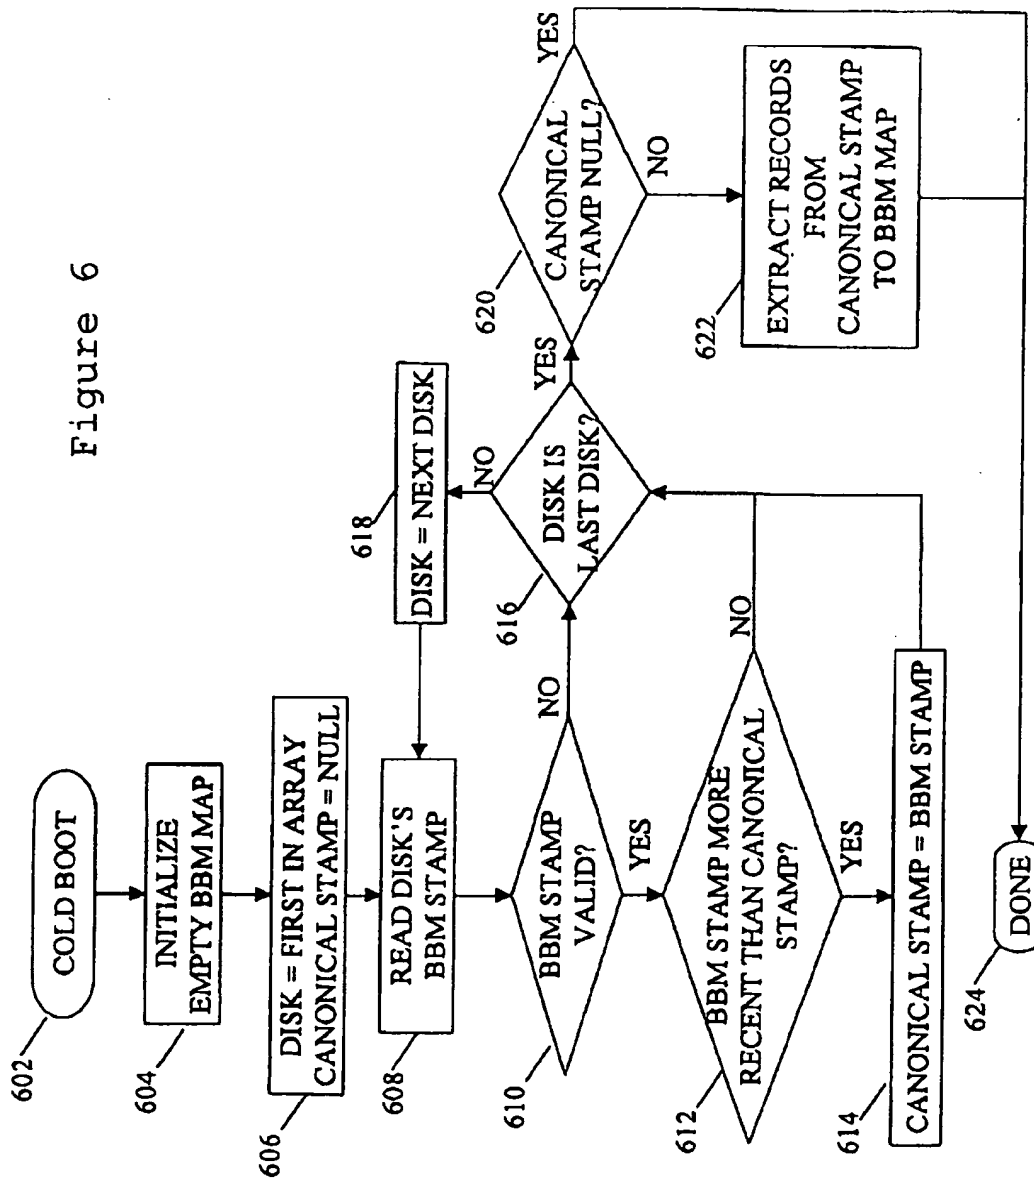 Figure 6
COLD BOOT
602
INITIALIZE
EMPTY BBM MAP
604
DISK = FIRST IN ARRAY
CANONICAL STAMP = NULL
606
READ DISK'S
BBM STAMP
608
BBM STAMP
VALID?
610
NO
YES
BBM STAMP MORE
RECENT THAN CANONICAL
STAMP?
612
NO
YES
CANONICAL STAMP = BBM STAMP
614
DISK IS
LAST DISK?
616
NO
YES
DISK = NEXT DISK
618
CANONICAL
STAMP NULL?
620
YES
NO
EXTRACT RECORDS
FROM
CANONICAL STAMP
TO BBM MAP
622
DONE
624